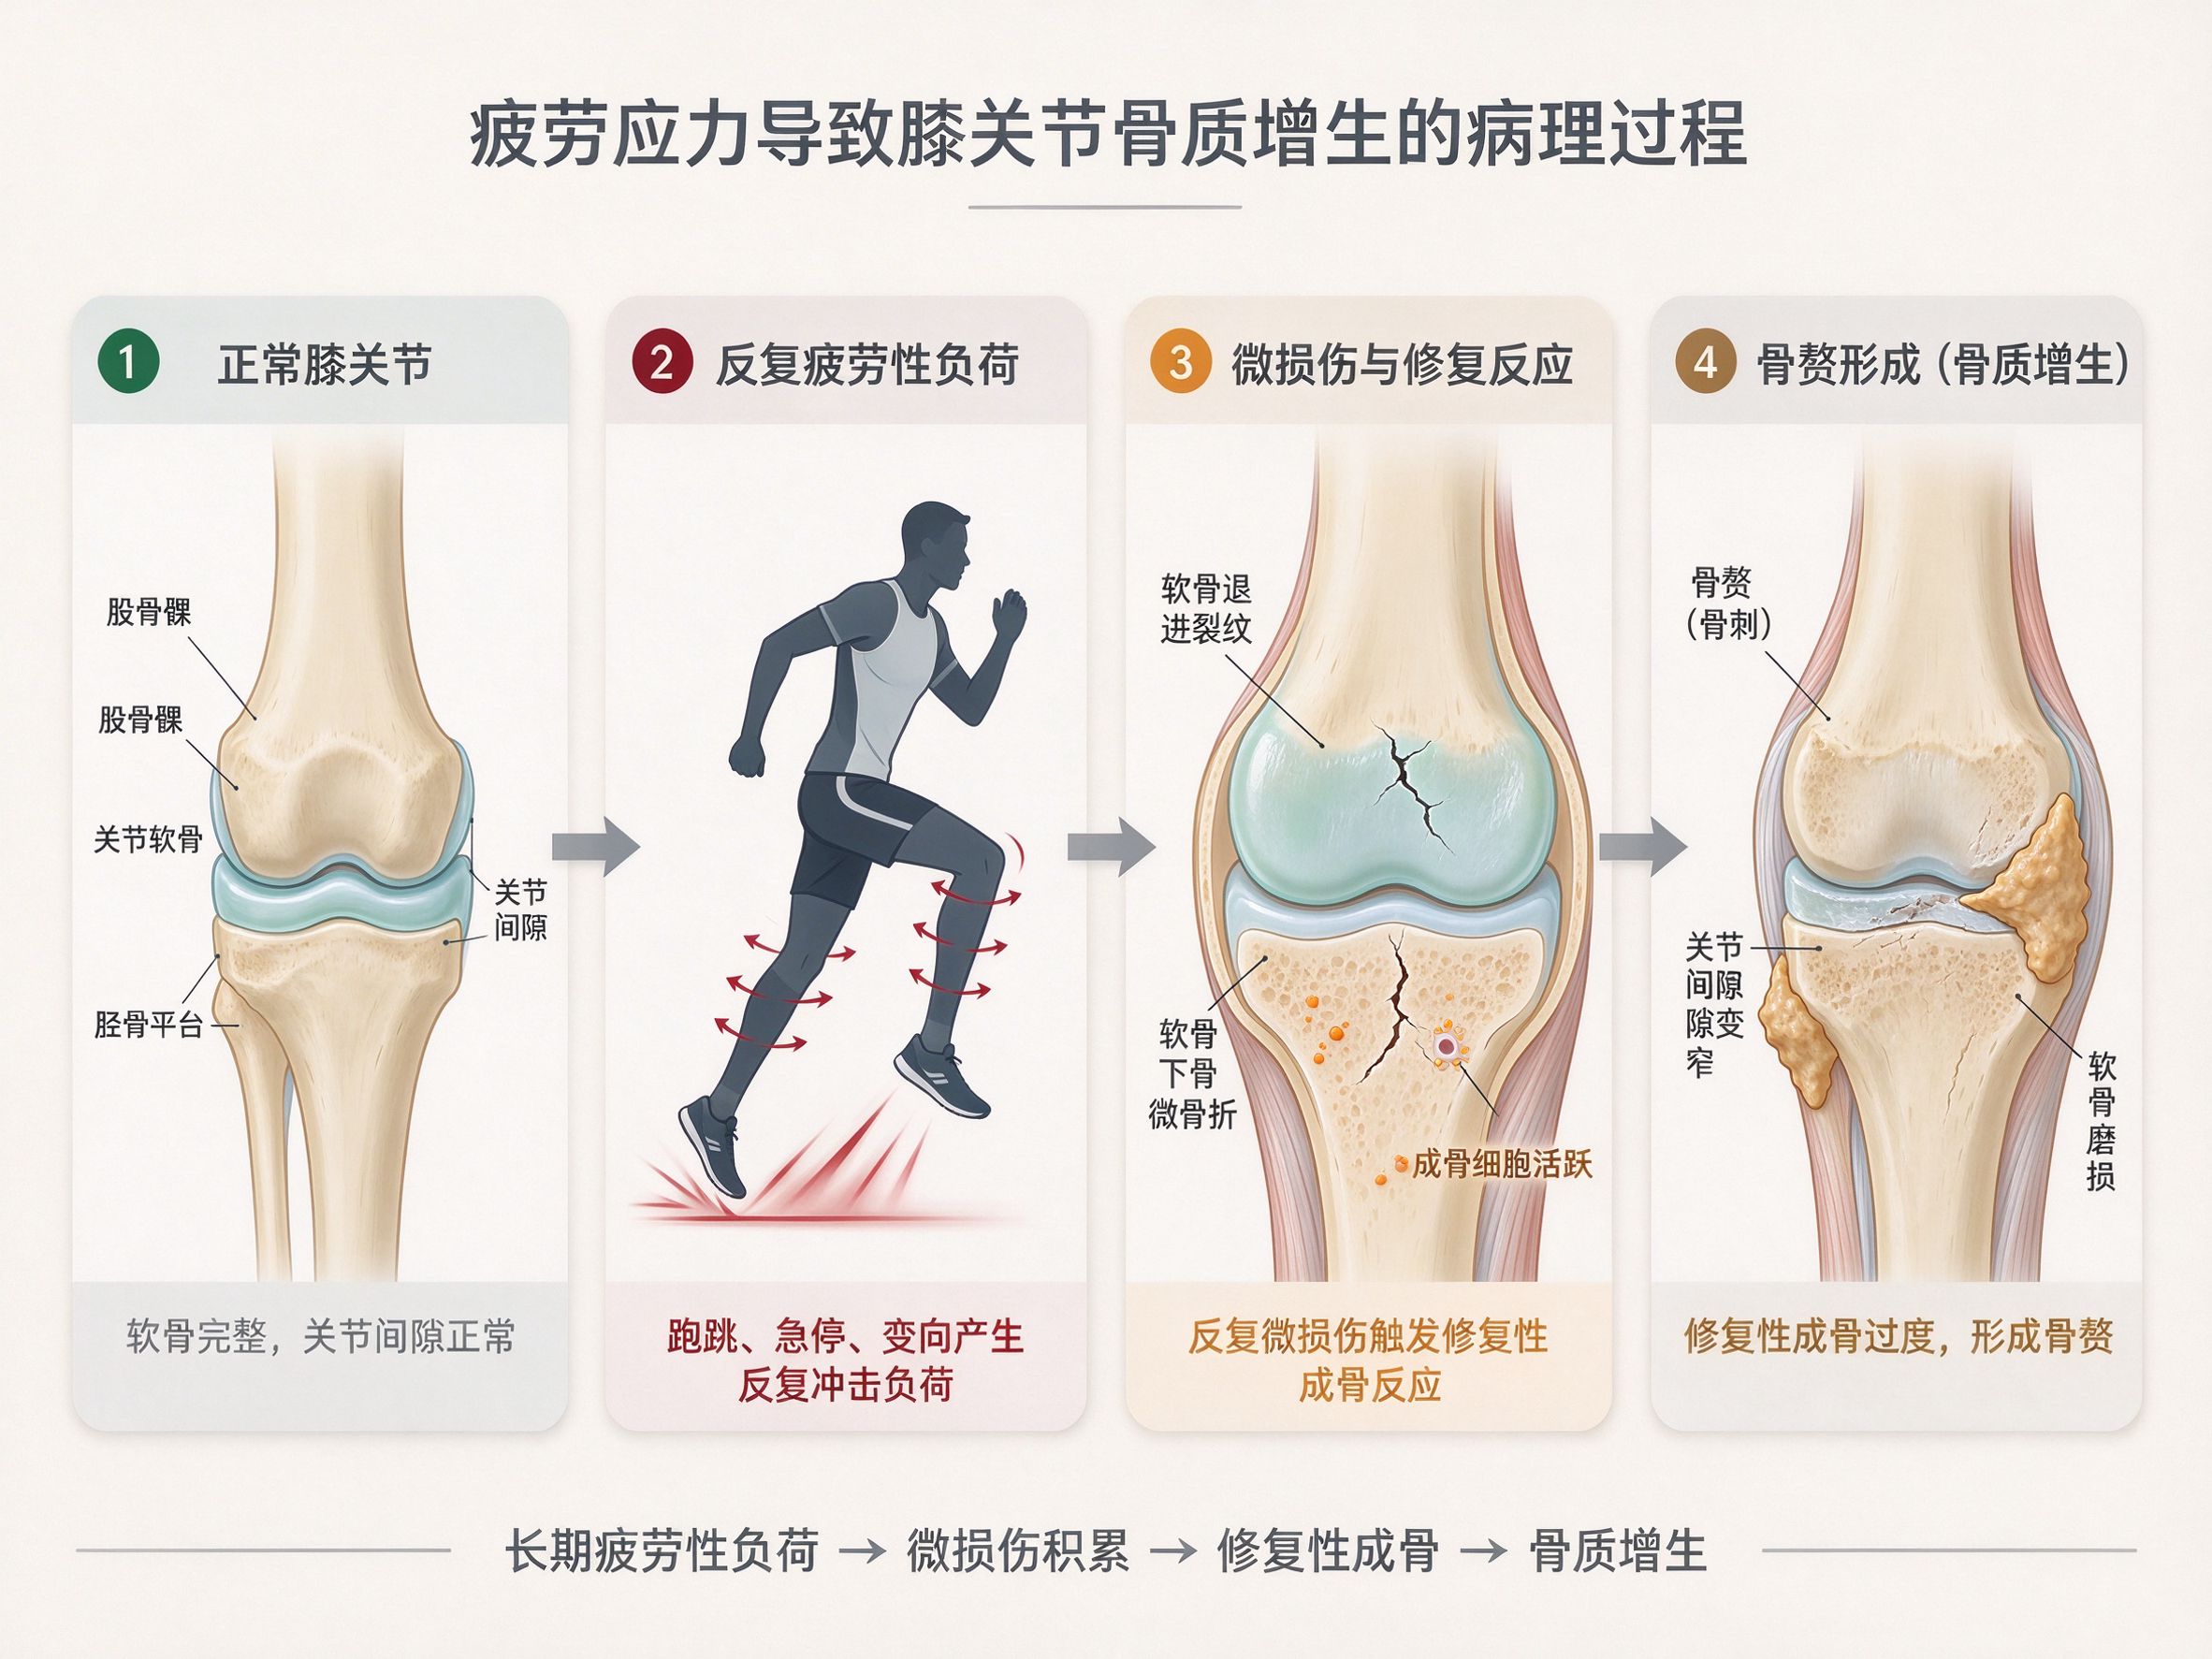 疲劳应力导致膝关节骨质增生的病理过程
1 正常膝关节
股骨髁
股骨髁
关节软骨
关节
间隙
胫骨平台
软骨完整，关节间隙正常
2 反复疲劳性负荷
跑跳、急停、变向产生
反复冲击负荷
3 微损伤与修复反应
软骨退
进裂纹
软骨
下骨
微骨折
成骨细胞活跃
反复微损伤触发修复性
成骨反应
4 骨赘形成（骨质增生）
骨赘
（骨刺）
关节
间隙
隙变
窄
软
骨
磨
损
修复性成骨过度，形成骨赘
长期疲劳性负荷 → 微损伤积累 → 修复性成骨 → 骨质增生